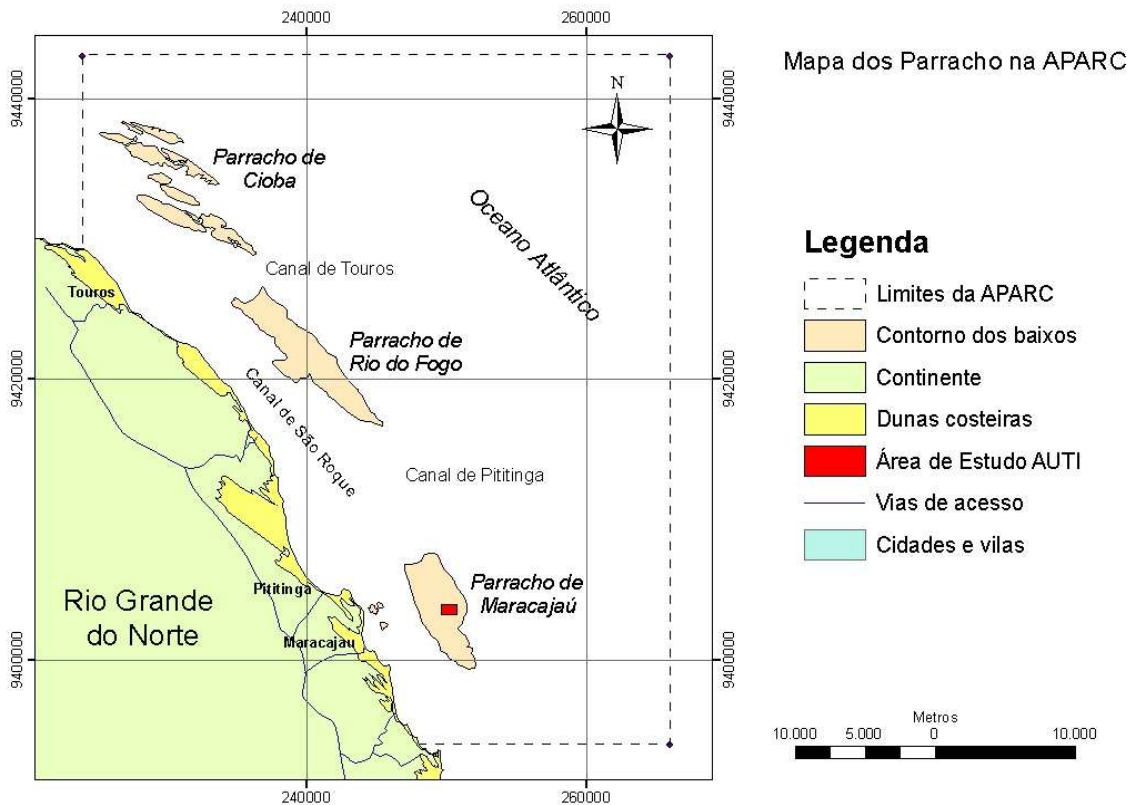 240000
260000
Mapa dos Parracho na APARC
9440000
9440000
N
Parracho de
Cioba
Oceano Atlântico
Canal de Touros
Touros
Parracho de
Rio do Fogo
9420000
9420000
Canal de São Roque
Canal de Pititinga
Pititinga
Parracho de
Maracajaú
Rio Grande
do Norte
Maracajau
9400000
9400000
240000
260000
Legenda
Limites da APARC
Contorno dos baixos
Continente
Dunas costeiras
Área de Estudo AUTI
Vias de acesso
Cidades e vilas
Metros
10.000 5.000 0 10.000